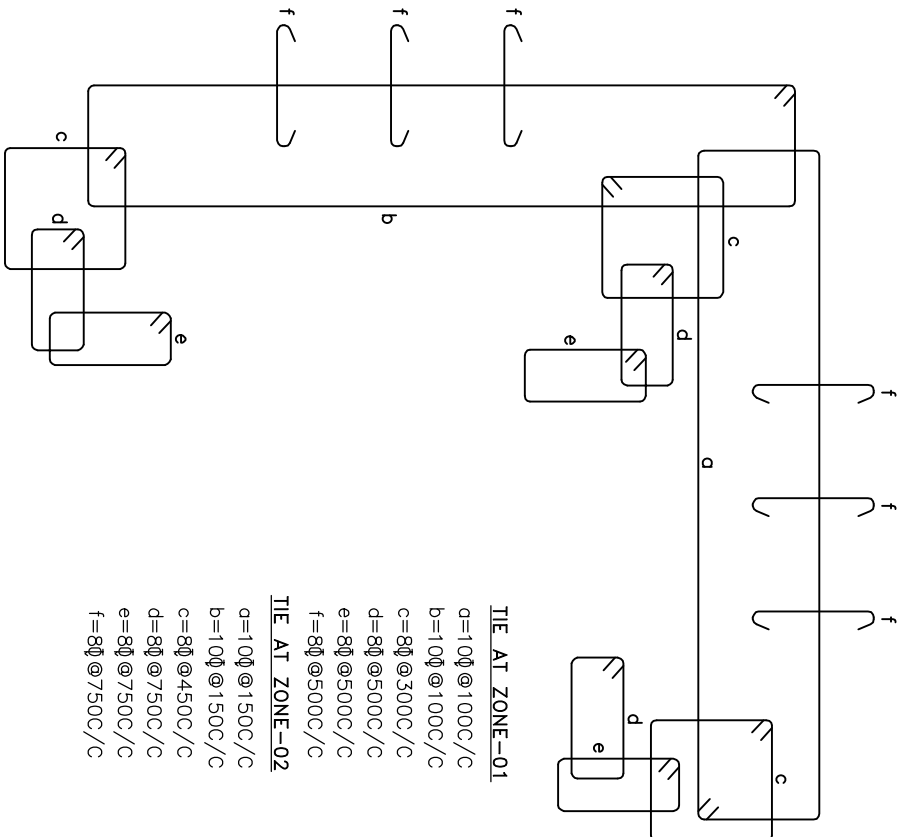 f f f
c
c
a
d
d
e
e
f
TIE AT ZONE-01
a=10Φ@100C/C
b=10Φ@100C/C
c=8Φ@300C/C
d=8Φ@500C/C
e=8Φ@500C/C
f=8Φ@500C/C
f
b
f
TIE AT ZONE-02
a=10Φ@150C/C
b=10Φ@150C/C
c=8Φ@450C/C
d=8Φ@750C/C
e=8Φ@750C/C
f=8Φ@750C/C
e
c
d